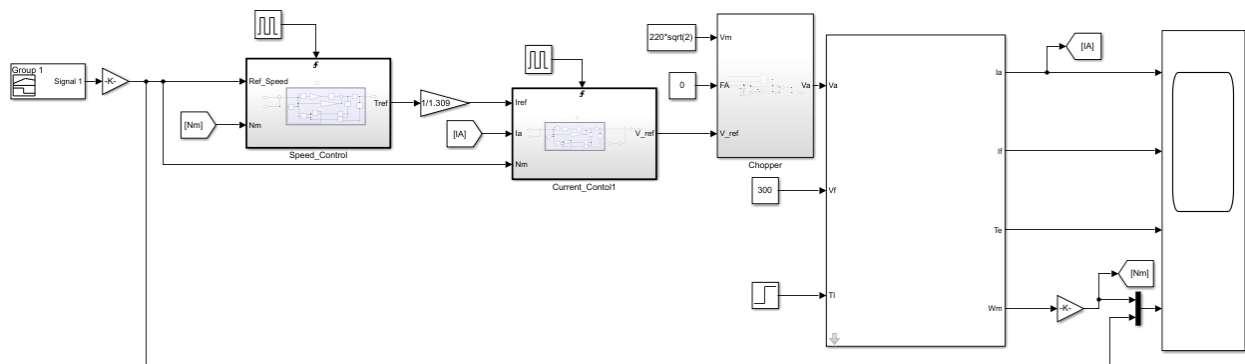 Group 1
Signal 1
-K-
Ref_Speed
Nm
Tref
Speed_Control
[Nm]
1/1.309
[IA]
Iref
Ia
Nm
V_ref
Current_Contol1
220*sqrt(2)
0
Vm
FA
V_ref
Va
Chopper
300
Va
Vf
Tl
Ia
If
Te
Wm
[IA]
[Nm]
-K-